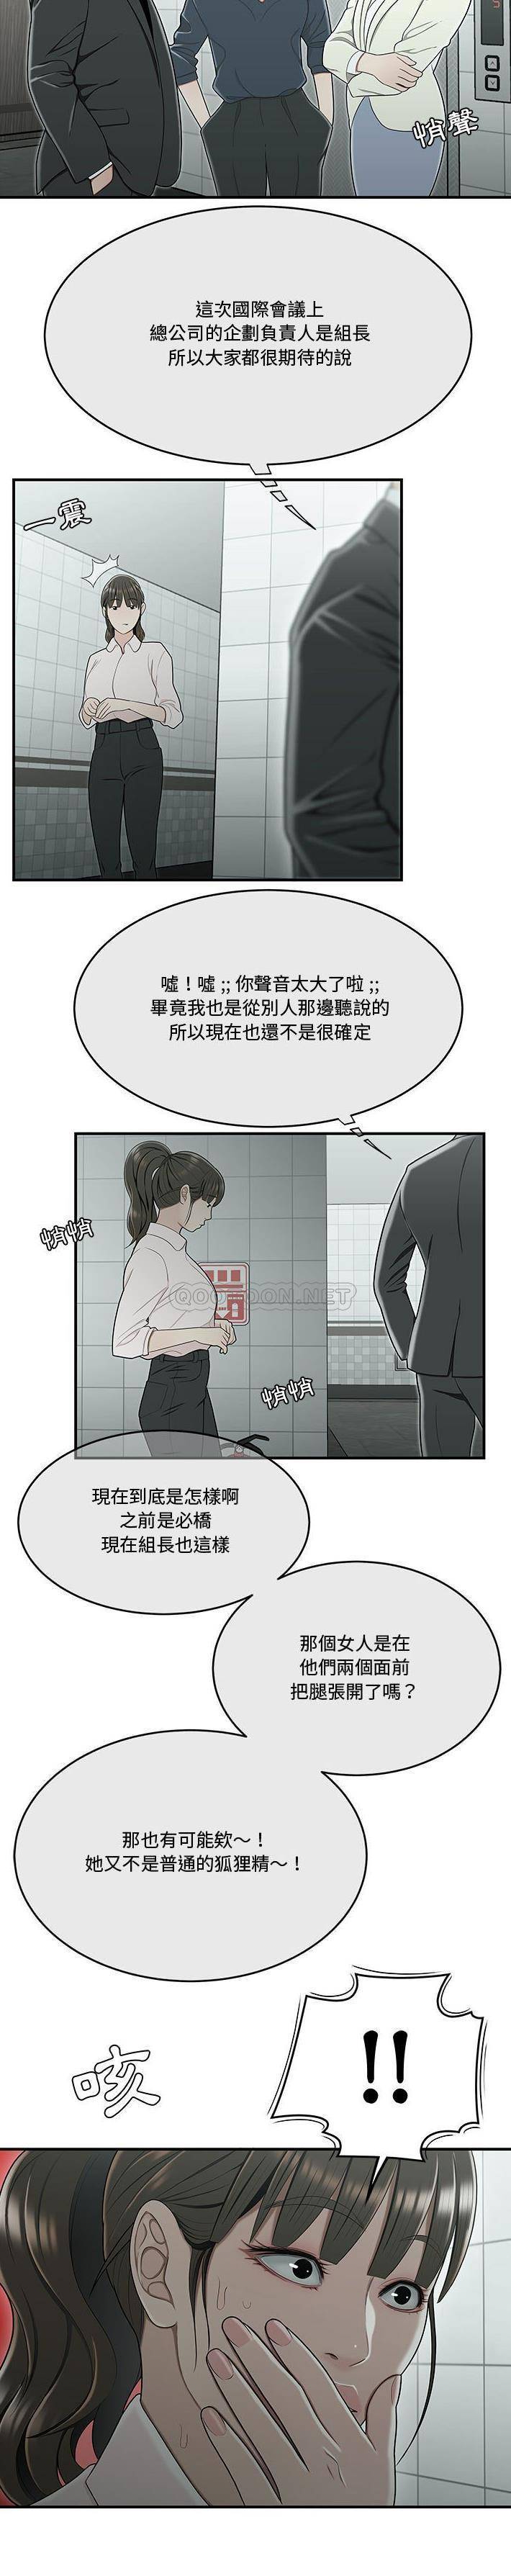 悄聲
這次國際會議上
總公司的企劃負責人是組長
所以大家都很期待的說
一震
噓！噓 ;; 你聲音太大了啦 ;;
畢竟我也是從別人那邊聽說的
所以現在也還不是很確定
悄悄
QOOTOON.NET
悄悄
現在到底是怎樣啊
之前是必橋
現在組長也這樣
那個女人是在
他們兩個面前
把腿張開了嗎？
那也有可能欸～！
她又不是普通的狐狸精～！
!!
咳